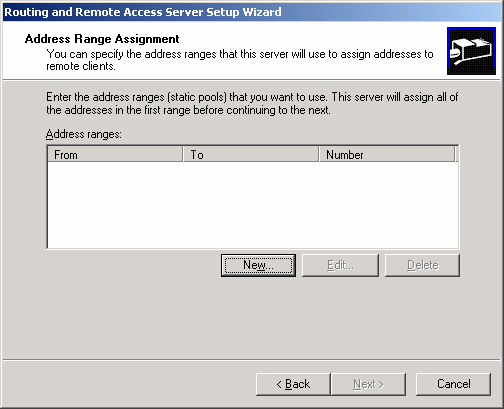 Routing and Remote Access Server Setup Wizard
Address Range Assignment
You can specify the address ranges that this server will use to assign addresses to
remote clients.
Enter the address ranges (static pools) that you want to use. This server will assign all of
the addresses in the first range before continuing to the next.
Address ranges:
From To Number
New... Edit... Delete
< Back Next > Cancel